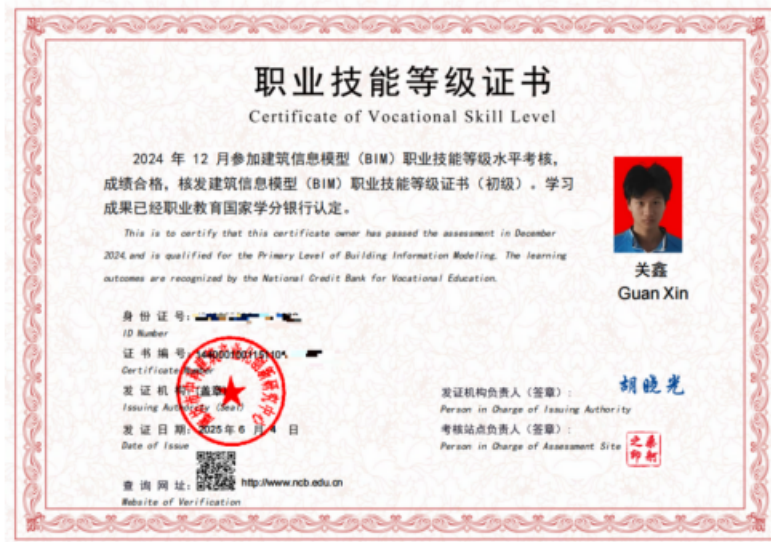 职业技能等级证书
Certificate of Vocational Skill Level
2024 年 12 月参加建筑信息模型（BIM）职业技能等级水平考核，
成绩合格，核发建筑信息模型（BIM）职业技能等级证书（初级）。学习
成果已经职业教育国家学分银行认定。
This is to certify that this certificate owner has passed the assessment in December
2024,and is qualified for the Primary Level of Building Information Modeling. The learning
outcomes are recognized by the National Credit Bank for Vocational Education.
关鑫
Guan Xin
身 份 证 号：
ID Number
证 书 编 号：
Certificate Number
发 证 机 构（盖章）
Issuing Authority (Seal)
发 证 日 期：2025 年 6 月 4 日
Date of Issue
查 询 网 址： http://www.ncb.edu.cn
Website of Verification
发证机构负责人（签章）： 胡晓光
Person in Charge of Issuing Authority
考核站点负责人（签章）：
Person in Charge of Assessment Site
之印